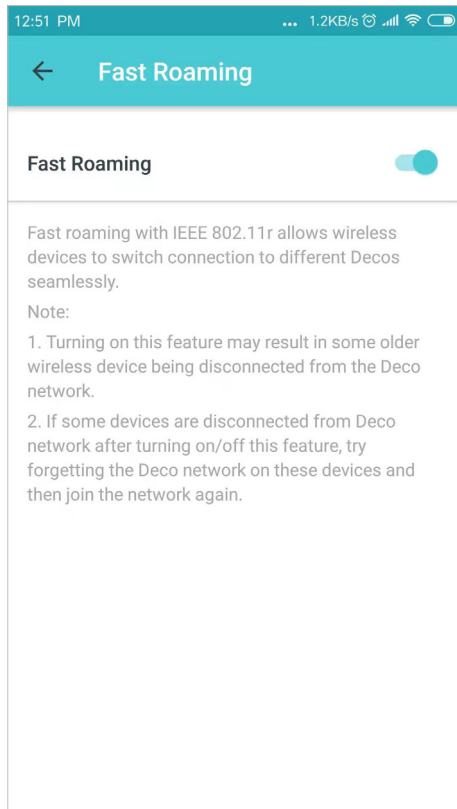 12:51 PM ... 1.2KB/s
Fast Roaming
Fast Roaming
Fast roaming with IEEE 802.11r allows wireless
devices to switch connection to different Decos
seamlessly.
Note:
1. Turning on this feature may result in some older
wireless device being disconnected from the Deco
network.
2. If some devices are disconnected from Deco
network after turning on/off this feature, try
forgetting the Deco network on these devices and
then join the network again.